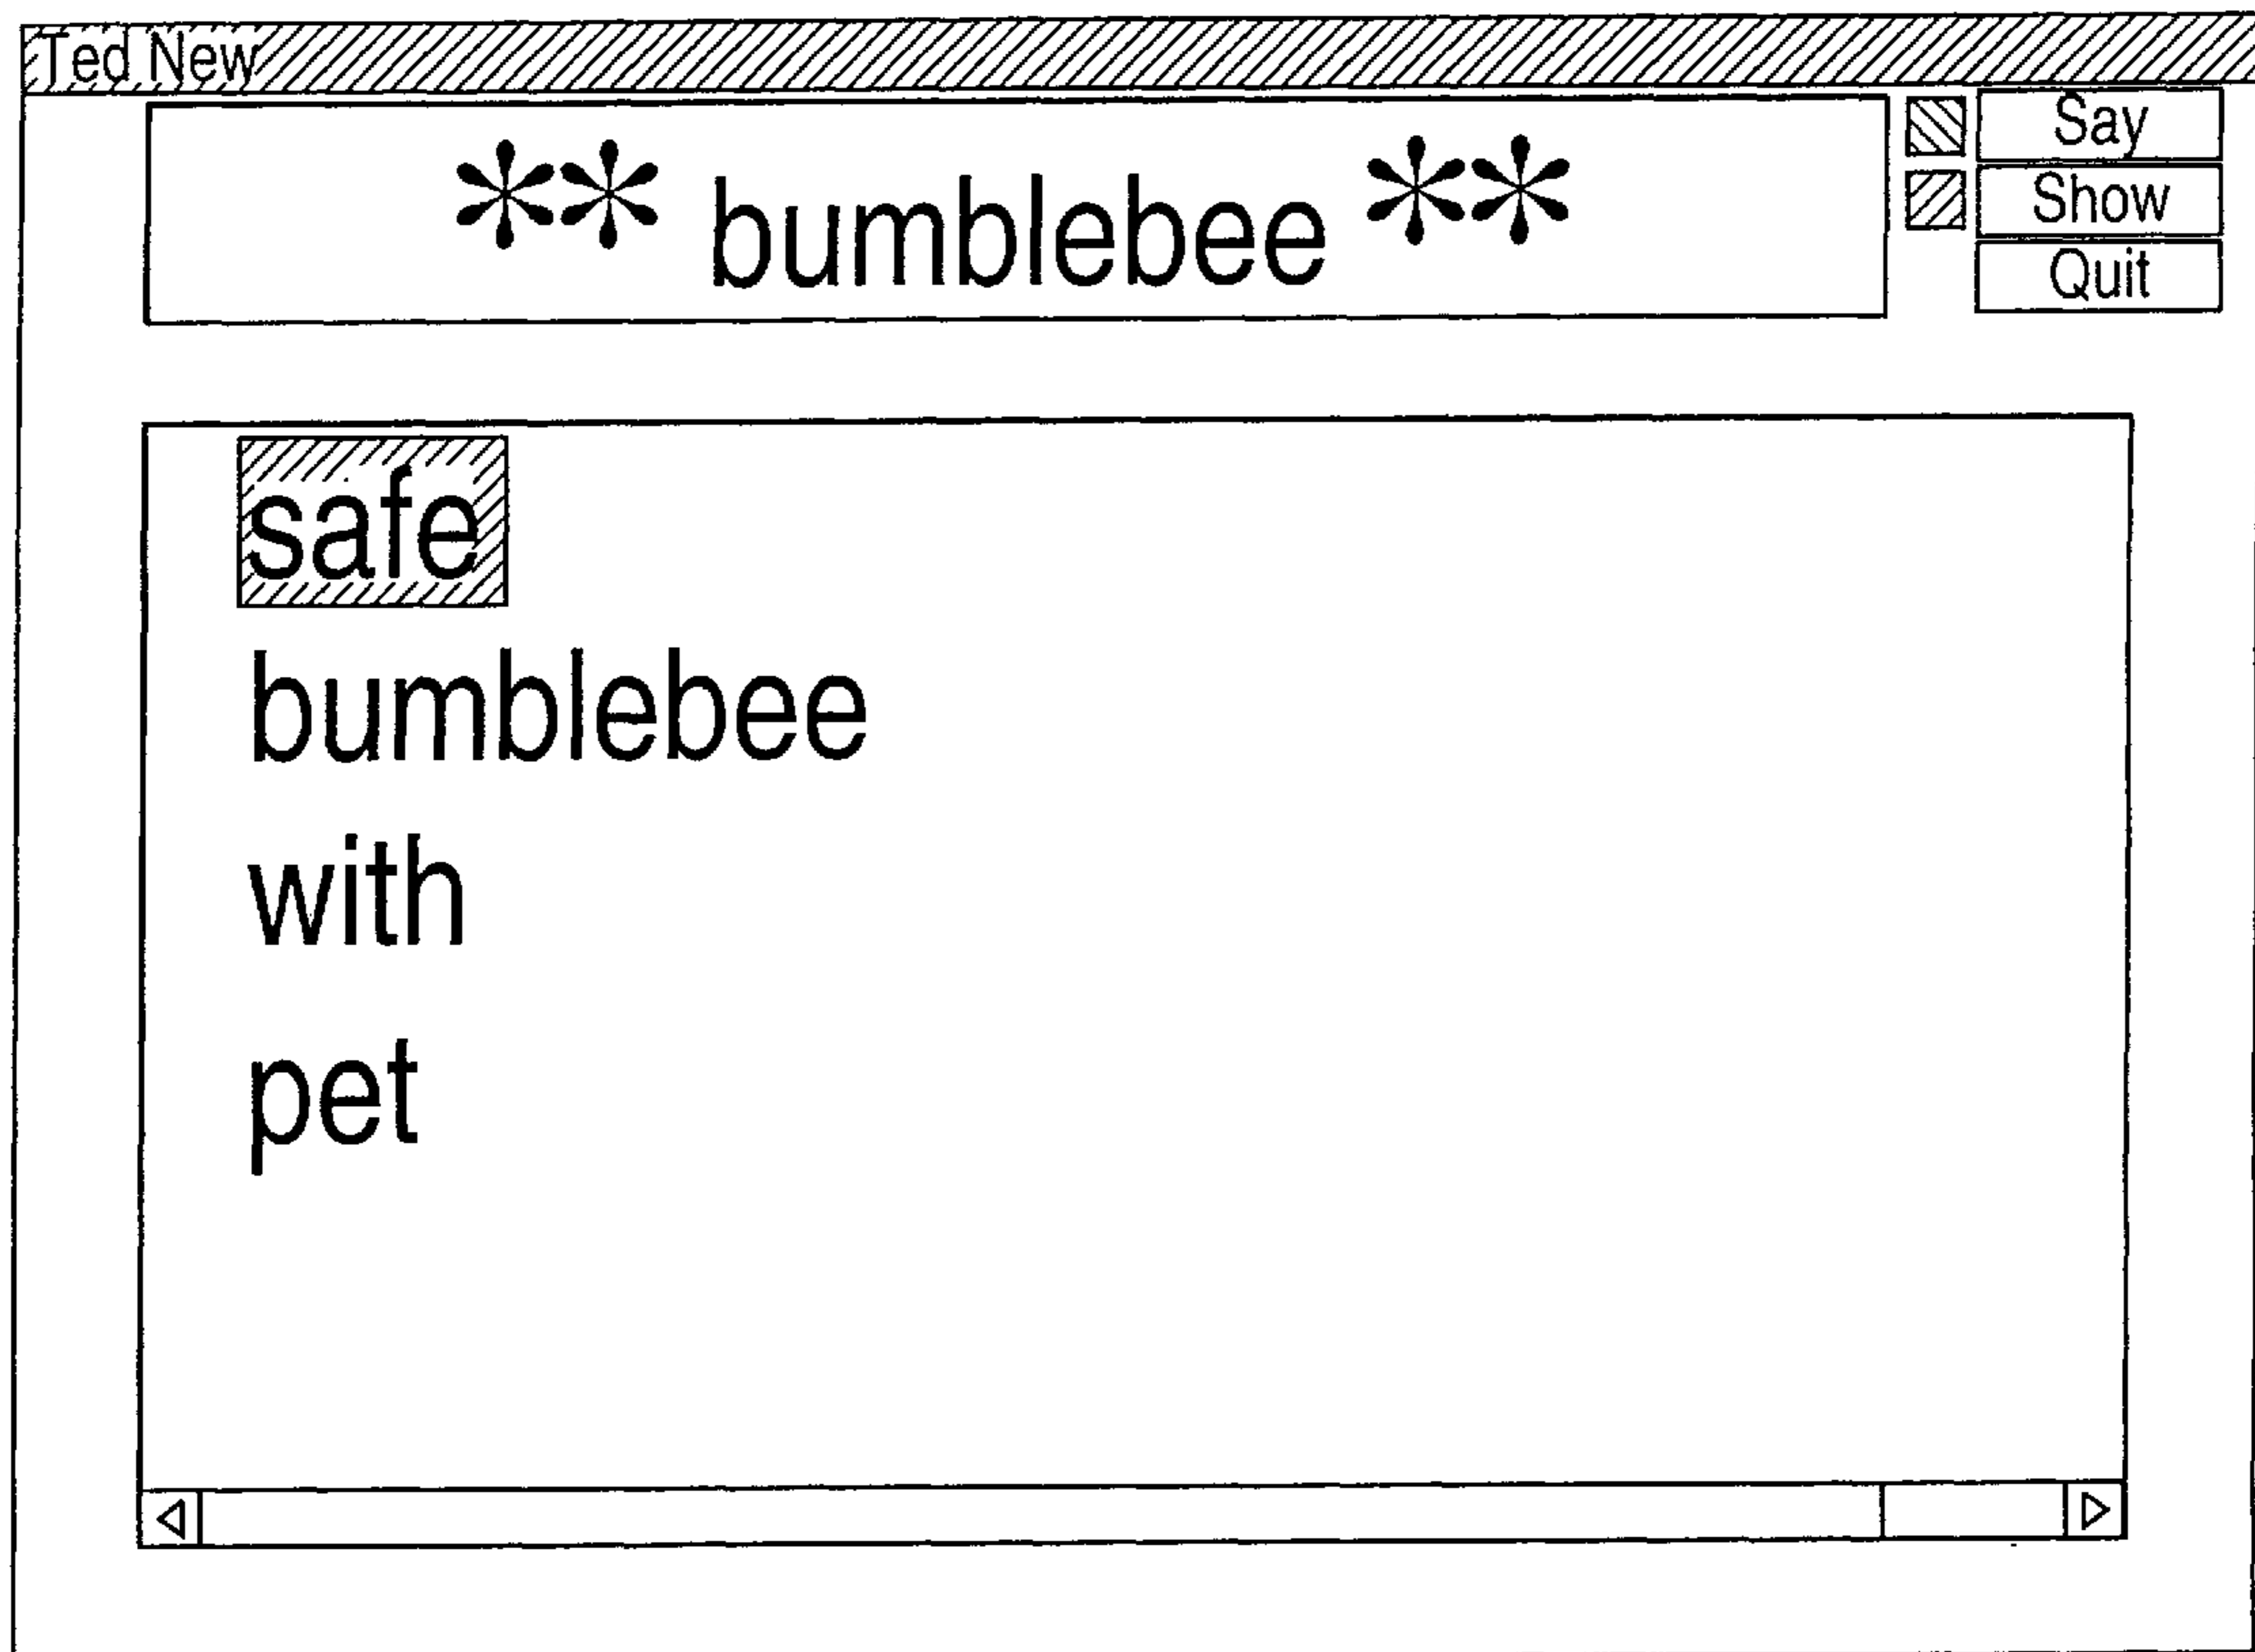 Ted New
** bumblebee **
Say
Show
Quit
safe
bumblebee
with
pet